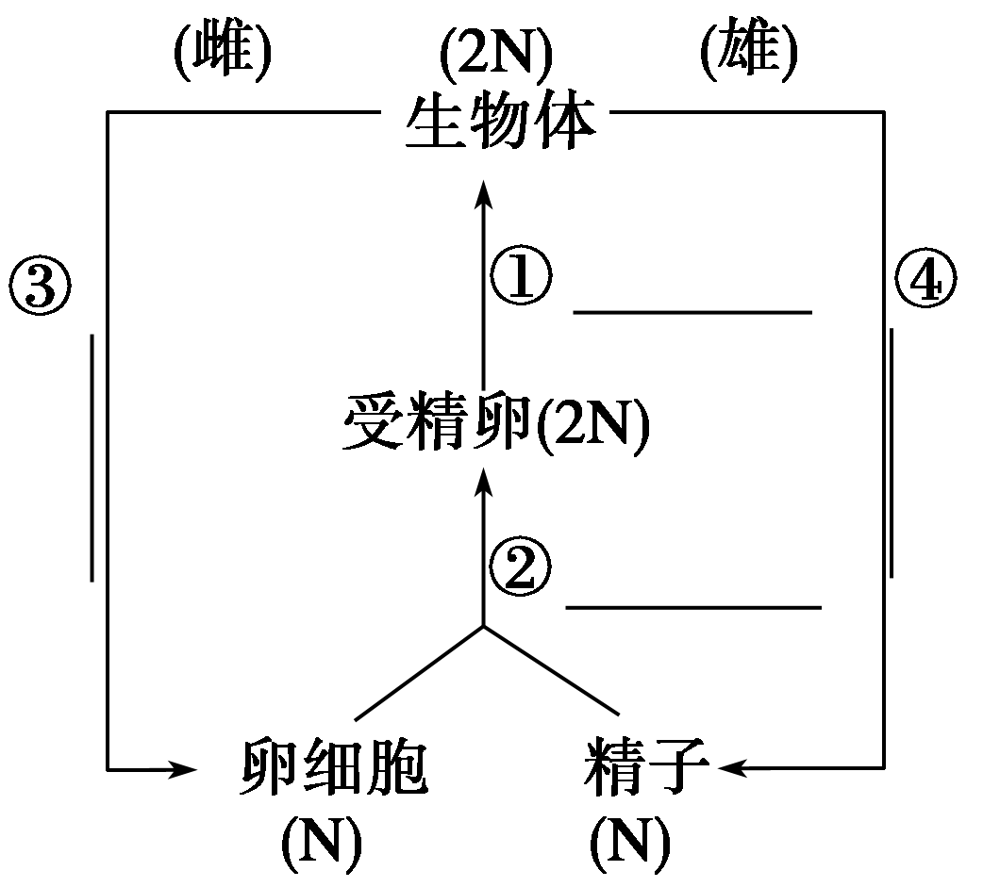 (雌) (2N) (雄)
生物体
③ ① ④
受精卵(2N)
②
卵细胞 精子
(N) (N)